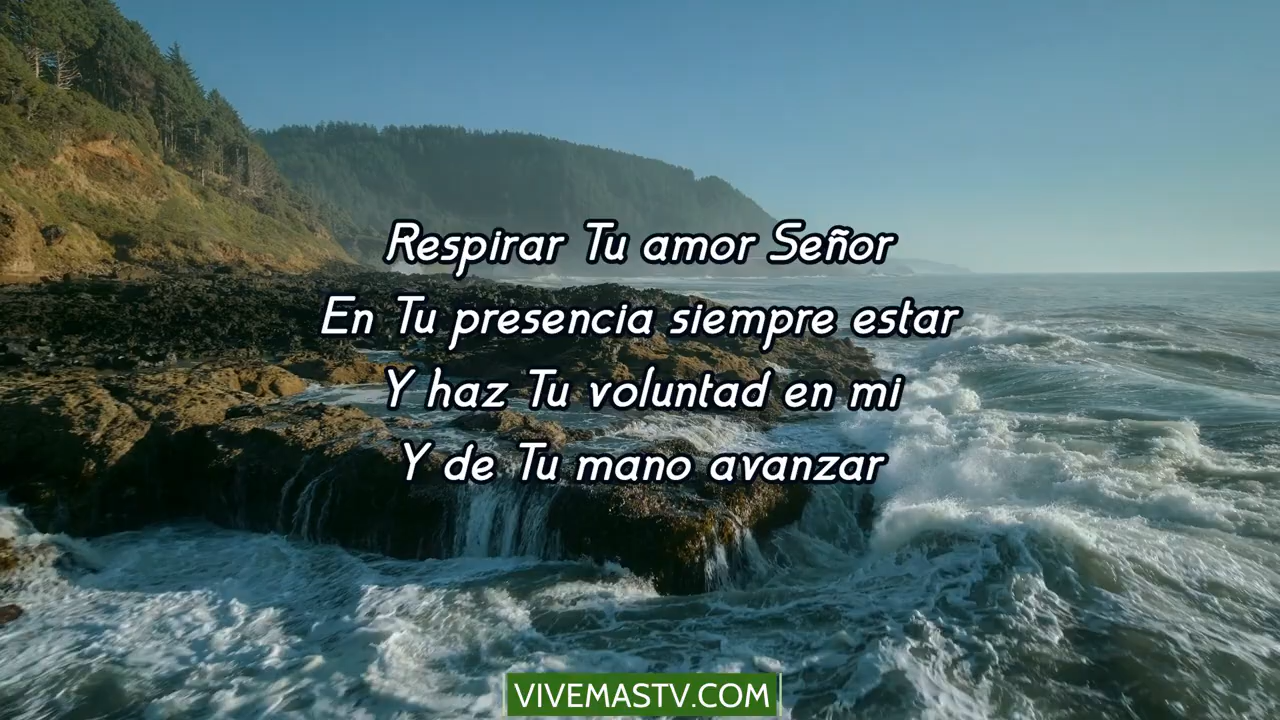 Respirar Tu amor Señor
En Tu presencia siempre estar
Y haz Tu voluntad en mi
Y de Tu mano avanzar
VIVEMASTV.COM